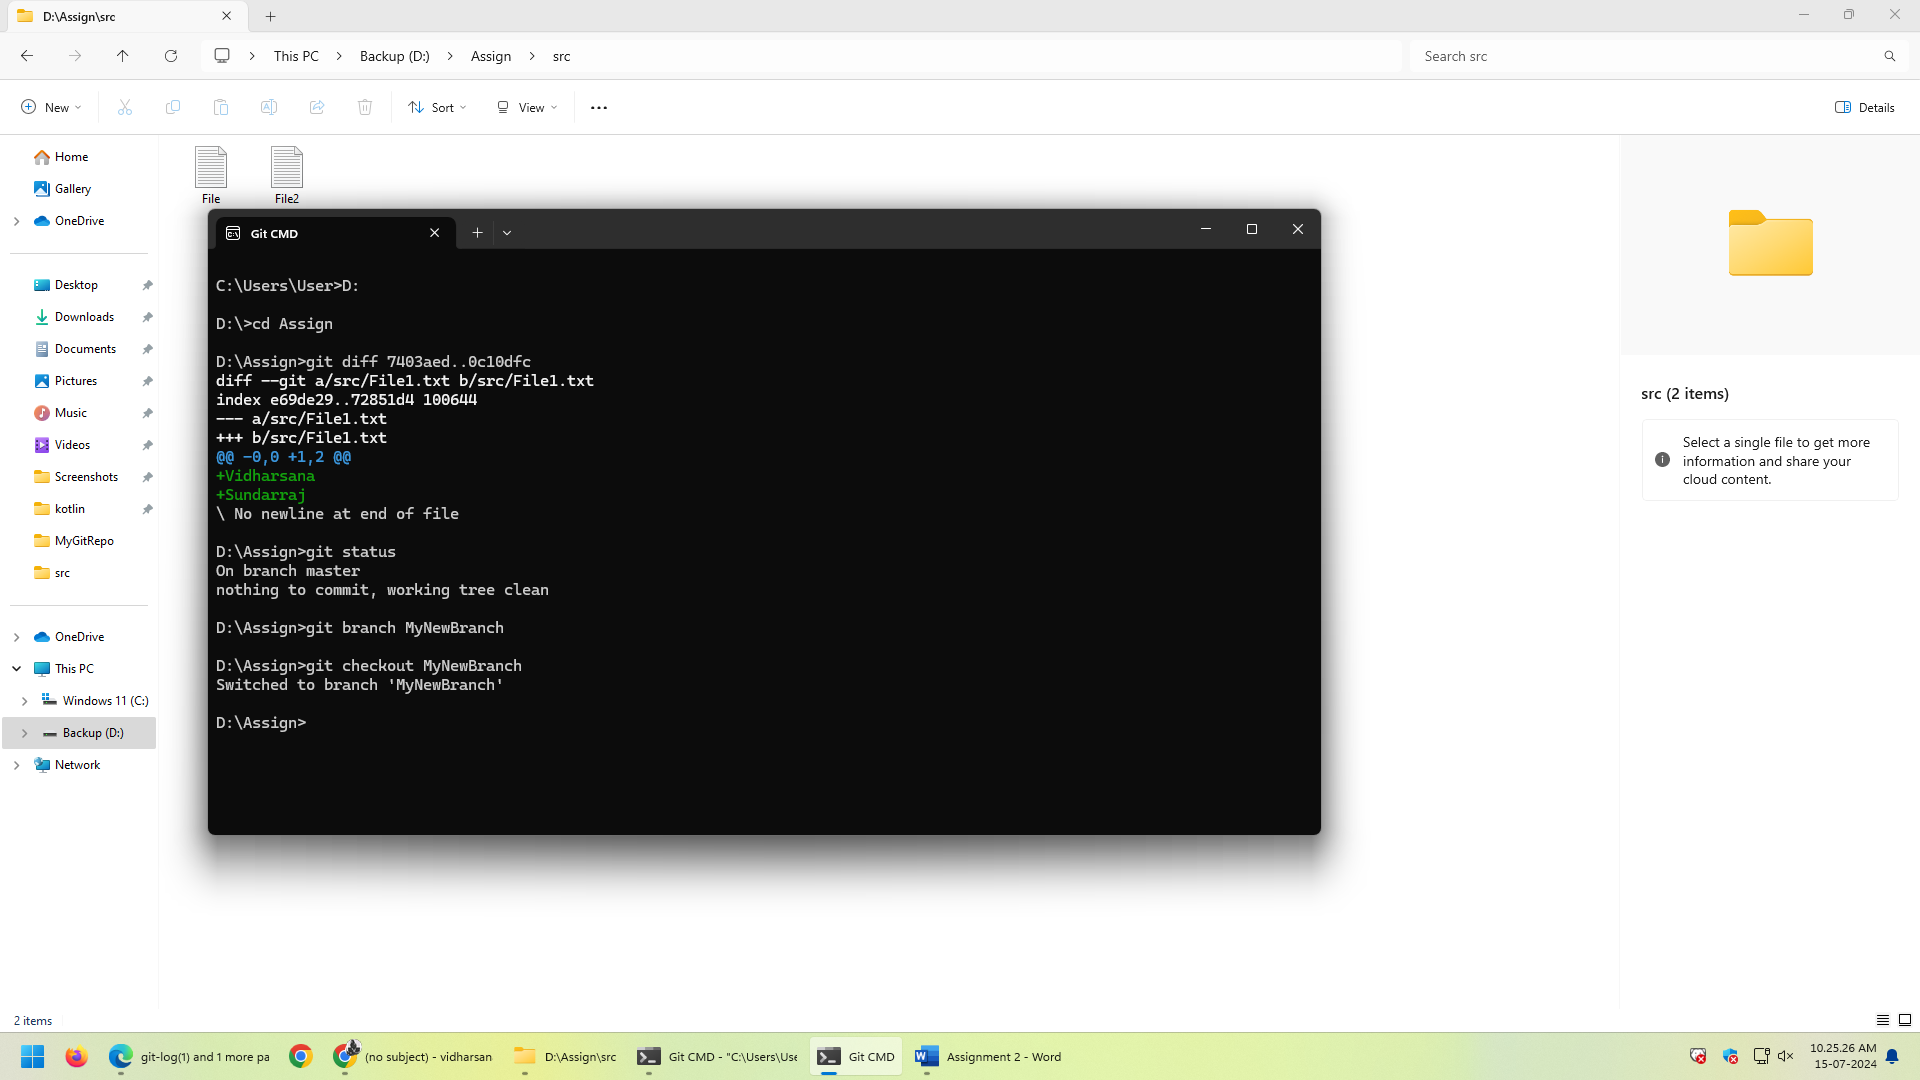 D:\Assign\src
This PC
Backup (D:)
Assign
src
Search src
New
Sort
View
Details
Home
Gallery
OneDrive
Desktop
Downloads
Documents
Pictures
Music
Videos
Screenshots
kotlin
MyGitRepo
src
OneDrive
This PC
Windows 11 (C:)
Backup (D:)
Network
File
File2
Git CMD
C:\Users\User>D:
D:\>cd Assign
D:\Assign>git diff 7403aed..0c10dfc
diff --git a/src/File1.txt b/src/File1.txt
index e69de29..72851d4 100644
--- a/src/File1.txt
+++ b/src/File1.txt
@@ -0,0 +1,2 @@
+Vidharsana
+Sundarraj
\ No newline at end of file
D:\Assign>git status
On branch master
nothing to commit, working tree clean
D:\Assign>git branch MyNewBranch
D:\Assign>git checkout MyNewBranch
Switched to branch 'MyNewBranch'
D:\Assign>
src (2 items)
Select a single file to get more
information and share your
cloud content.
2 items
git-log(1) and 1 more pa
(no subject) - vidharsan
D:\Assign\src
Git CMD - "C:\Users\Use
Git CMD
Assignment 2 - Word
10.25.26 AM
15-07-2024